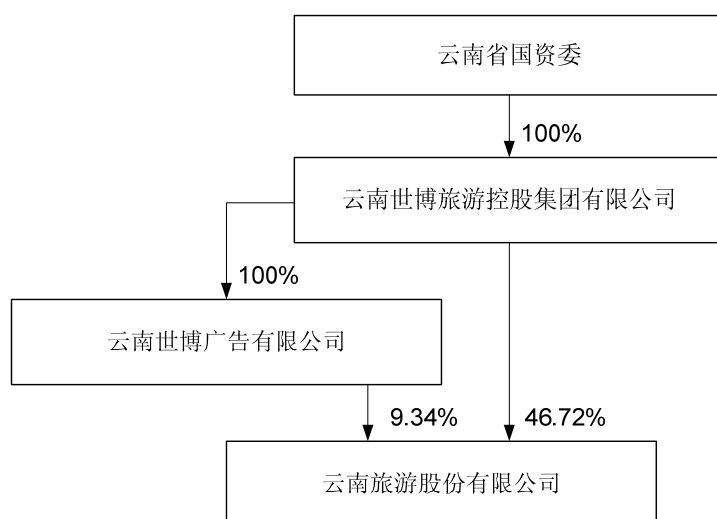 云南省国资委
100%
云南世博旅游控股集团有限公司
100%
云南世博广告有限公司
9.34%
46.72%
云南旅游股份有限公司